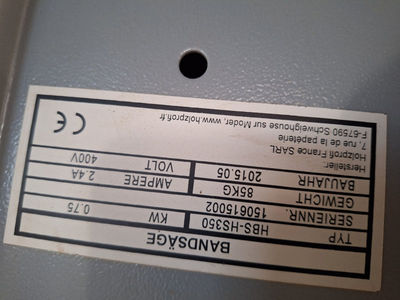 BANDSÄGE
TYP HBS-HS350 0.75 KW
SERIENNR. 150615002
GEWICHT 85KG 2.4A AMPERE
BAUJAHR 2015.05 400V VOLT
Hersteller:
Holzprofi France SARL
7, rue de la papeterie
F-67590 Schweighouse sur Moder, www.holzprofi.fr
CE